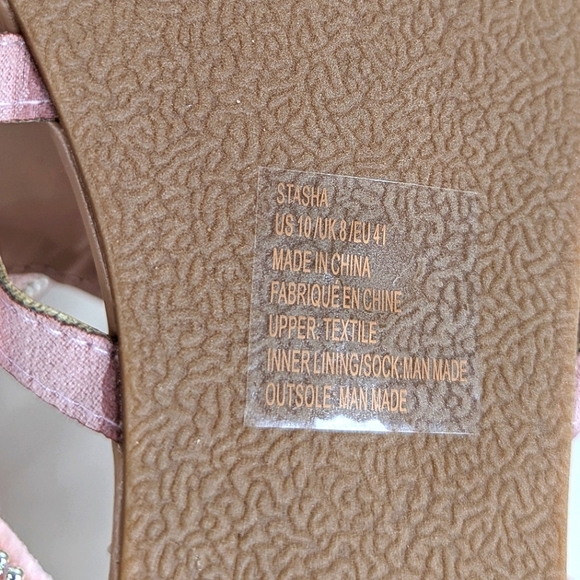 STASHA
US 10 /UK 8 /EU 41
MADE IN CHINA
FABRIQUÉ EN CHINE
UPPER: TEXTILE
INNER LINING/SOCK:MAN MADE
OUTSOLE: MAN MADE